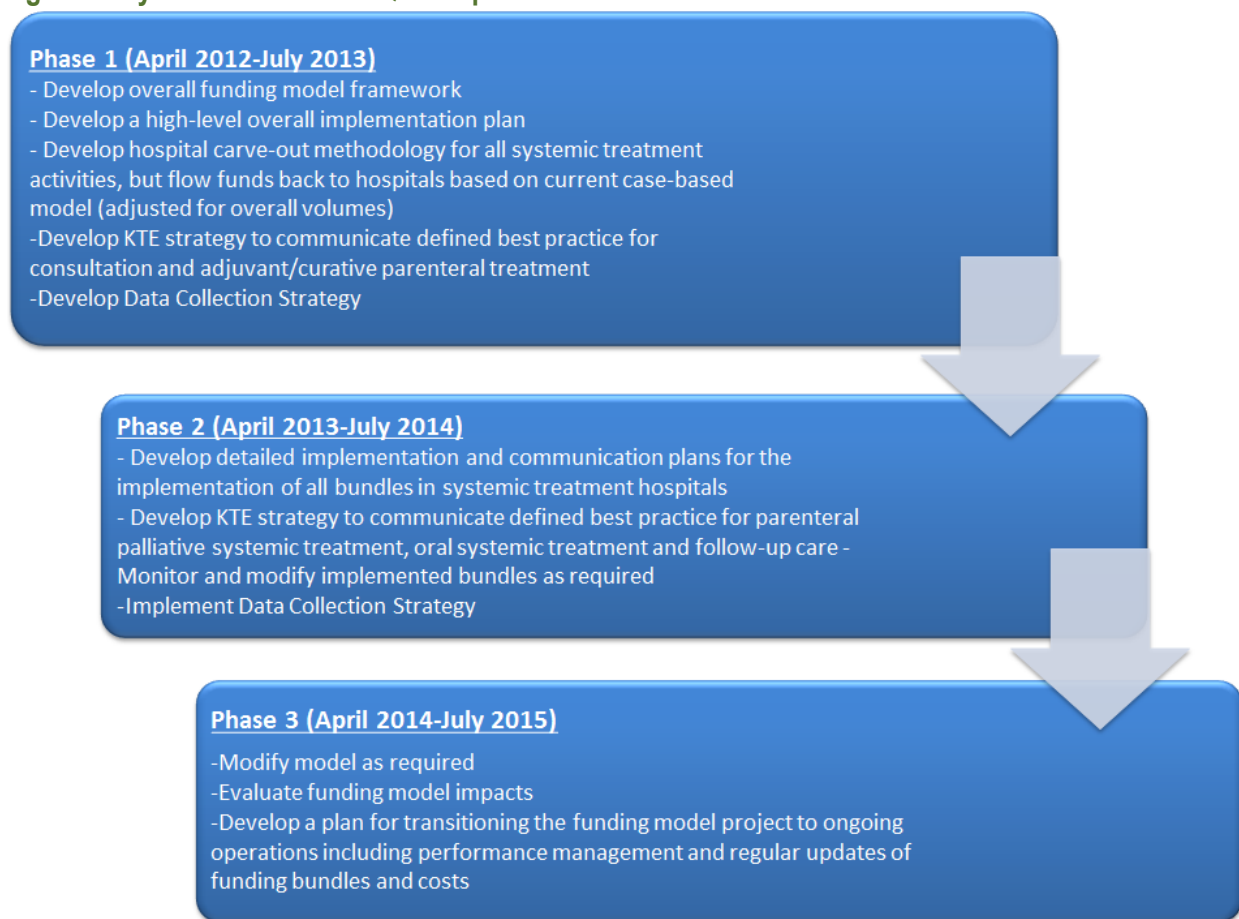 Phase 1 (April 2012-July 2013)
- Develop overall funding model framework
- Develop a high-level overall implementation plan
- Develop hospital carve-out methodology for all systemic treatment
activities, but flow funds back to hospitals based on current case-based
model (adjusted for overall volumes)
-Develop KTE strategy to communicate defined best practice for
consultation and adjuvant/curative parenteral treatment
-Develop Data Collection Strategy
Phase 2 (April 2013-July 2014)
- Develop detailed implementation and communication plans for the
implementation of all bundles in systemic treatment hospitals
- Develop KTE strategy to communicate defined best practice for parenteral
palliative systemic treatment, oral systemic treatment and follow-up care -
Monitor and modify implemented bundles as required
-Implement Data Collection Strategy
Phase 3 (April 2014-July 2015)
-Modify model as required
-Evaluate funding model impacts
-Develop a plan for transitioning the funding model project to ongoing
operations including performance management and regular updates of
funding bundles and costs